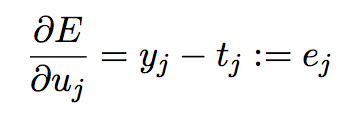 ∂E/∂u_j = y_j − t_j := e_j